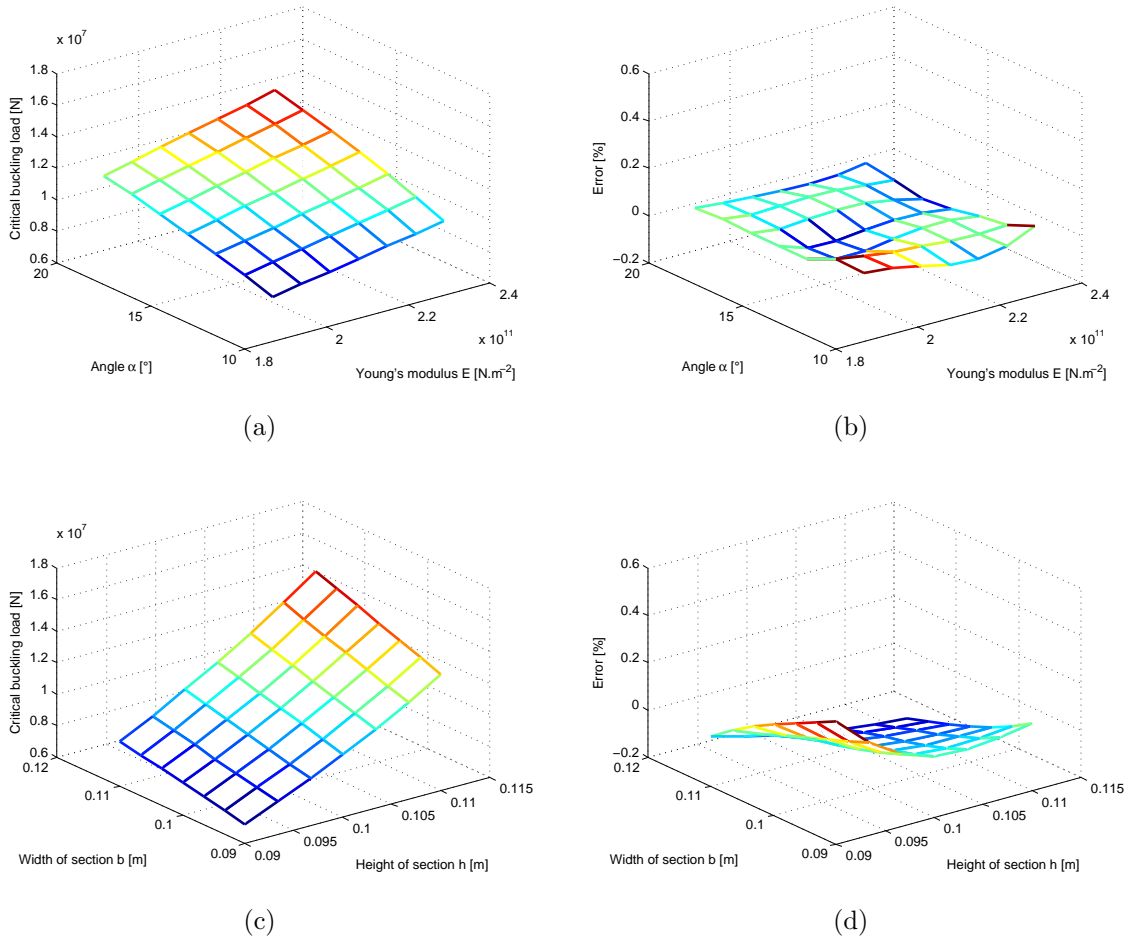 x 10^7
1.8
1.6
1.4
1.2
1
0.8
0.6
Critical buckling load [N]
20
15
10
Angle α [°]
1.8
2
2.2
2.4
x 10^11
Young's modulus E [N.m^−2]
(a)
0.6
0.4
0.2
0
−0.2
Error [%]
20
15
10
Angle α [°]
1.8
2
2.2
2.4
x 10^11
Young's modulus E [N.m^−2]
(b)
x 10^7
1.8
1.6
1.4
1.2
1
0.8
0.6
Critical buckling load [N]
0.12
0.11
0.1
0.09
Width of section b [m]
0.09
0.095
0.1
0.105
0.11
0.115
Height of section h [m]
(c)
0.6
0.4
0.2
0
−0.2
Error [%]
0.12
0.11
0.1
0.09
Width of section b [m]
0.09
0.095
0.1
0.105
0.11
0.115
Height of section h [m]
(d)